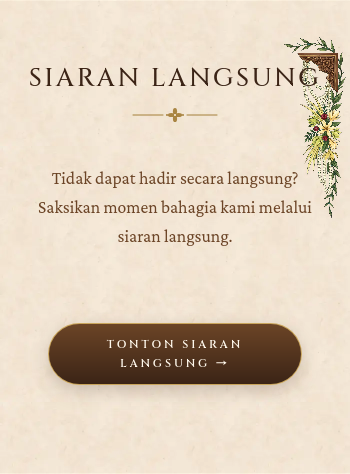 SIARAN LANGSUNG
Tidak dapat hadir secara langsung?
Saksikan momen bahagia kami melalui
siaran langsung.
TONTON SIARAN
LANGSUNG →